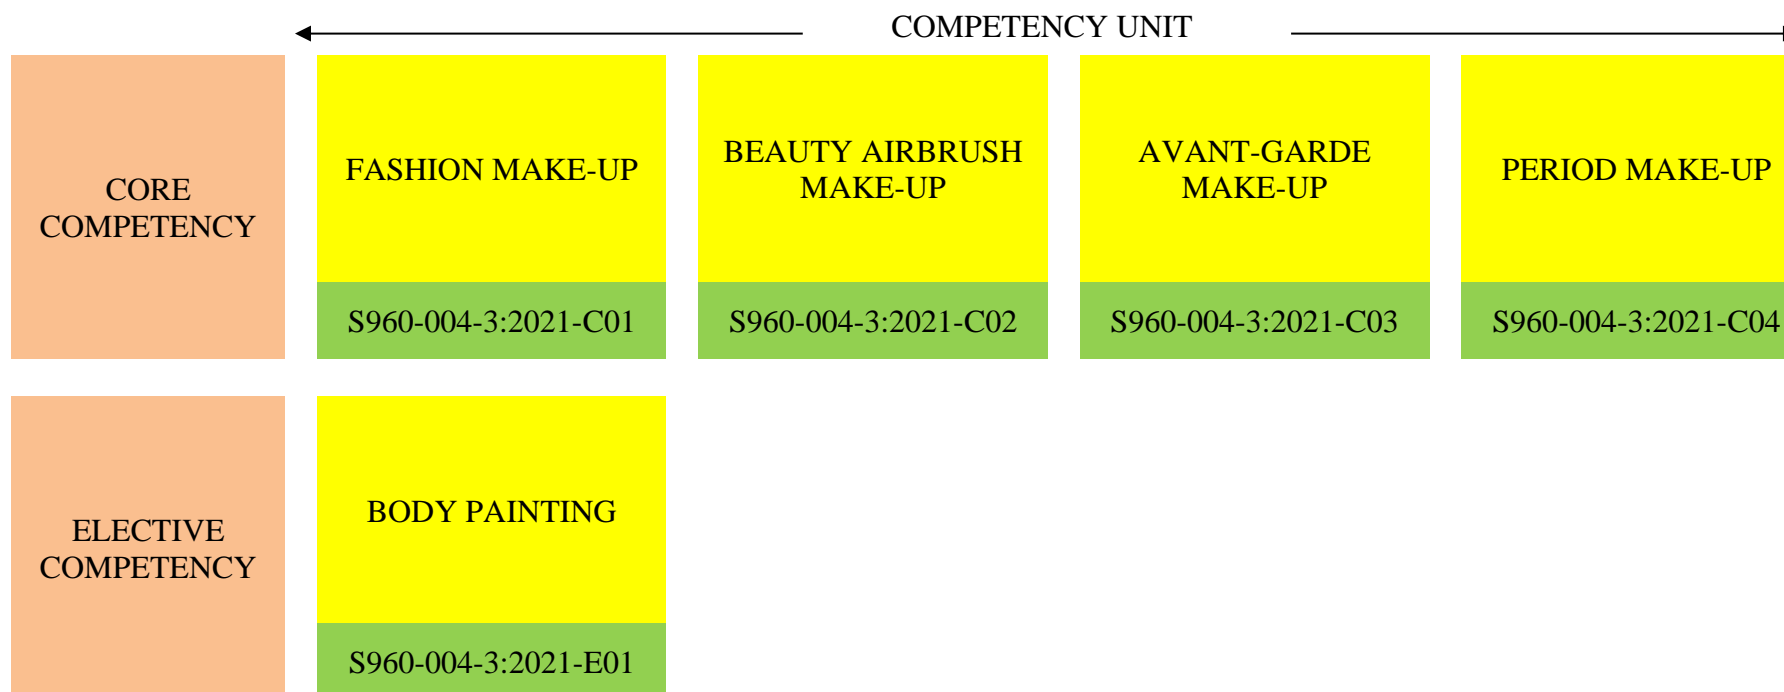 COMPETENCY UNIT
CORE
COMPETENCY
FASHION MAKE-UP
S960-004-3:2021-C01
BEAUTY AIRBRUSH
MAKE-UP
S960-004-3:2021-C02
AVANT-GARDE
MAKE-UP
S960-004-3:2021-C03
PERIOD MAKE-UP
S960-004-3:2021-C04
ELECTIVE
COMPETENCY
BODY PAINTING
S960-004-3:2021-E01